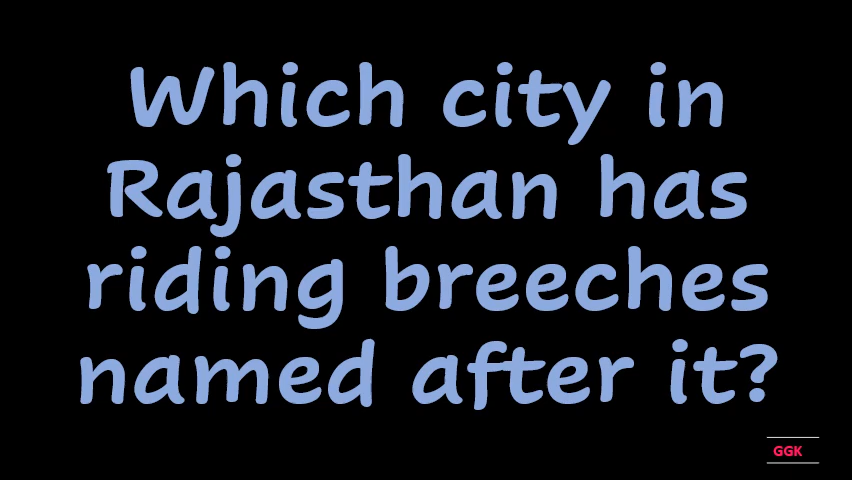 Which city in
Rajasthan has
riding breeches
named after it?
GGK